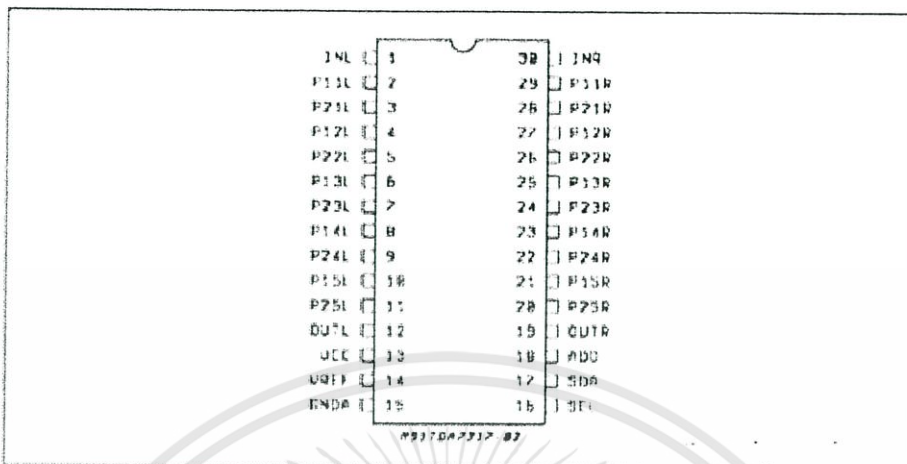 INL 1 30 INR
P11L 2 29 P11R
P21L 3 28 P21R
P12L 4 27 P12R
P22L 5 26 P22R
P13L 6 25 P13R
P23L 7 24 P23R
P14L 8 23 P14R
P24L 9 22 P24R
P15L 10 21 P15R
P25L 11 20 P25R
OUTL 12 19 OUTR
VCC 13 18 ADD
VREF 14 17 SDA
GNDA 15 16 SCL
M91TDA7317-03